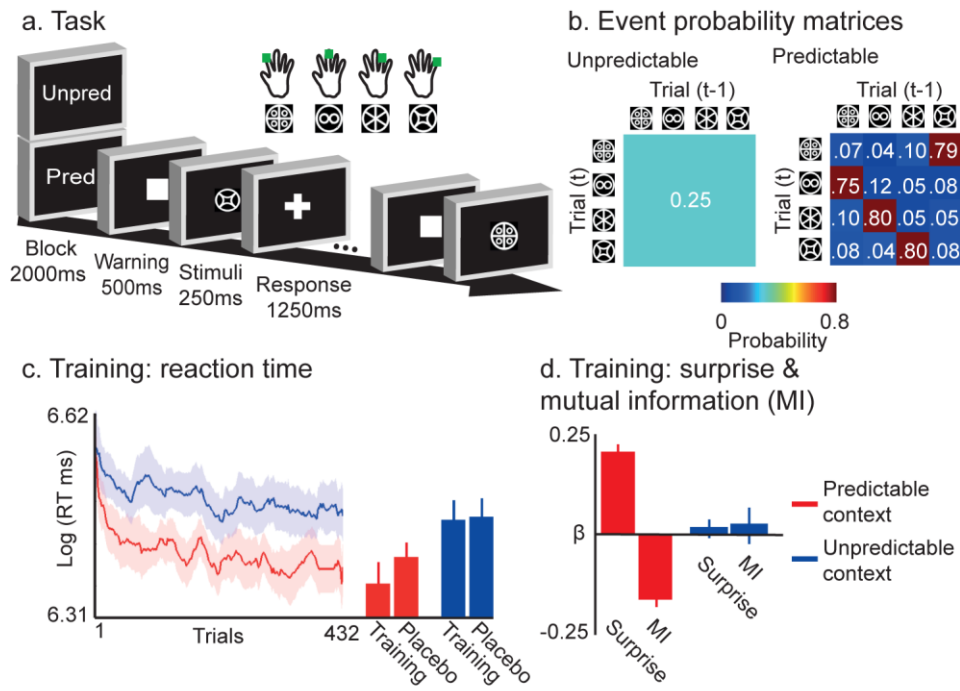 a. Task
Unpred
Pred
Block
2000ms
Warning
500ms
Stimuli
250ms
Response
1250ms
b. Event probability matrices
Unpredictable
Trial (t-1)
Trial (t)
0.25
Predictable
Trial (t-1)
Trial (t)
.07 .04 .10 .79
.75 .12 .05 .08
.10 .80 .05 .05
.08 .04 .80 .08
0 0.8
Probability
c. Training: reaction time
6.62
Log (RT ms)
6.31
1 Trials 432
Training
Placebo
Training
Placebo
d. Training: surprise &
mutual information (MI)
0.25
β
-0.25
Surprise
MI
Surprise
MI
Predictable
context
Unpredictable
context